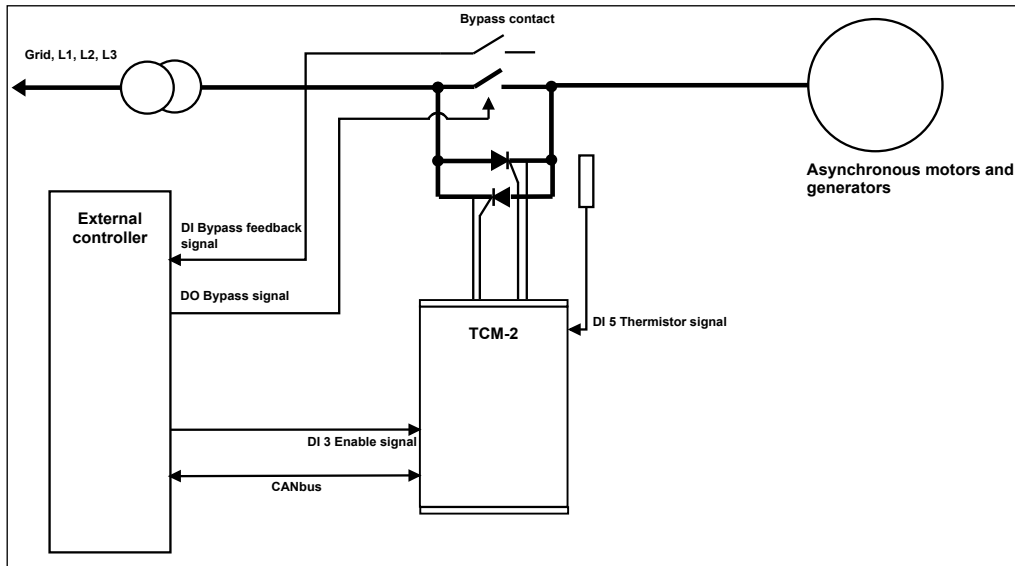 Bypass contact
Grid, L1, L2, L3
Asynchronous motors and
generators
External
controller
DI Bypass feedback
signal
DO Bypass signal
TCM-2
DI 5 Thermistor signal
DI 3 Enable signal
CANbus